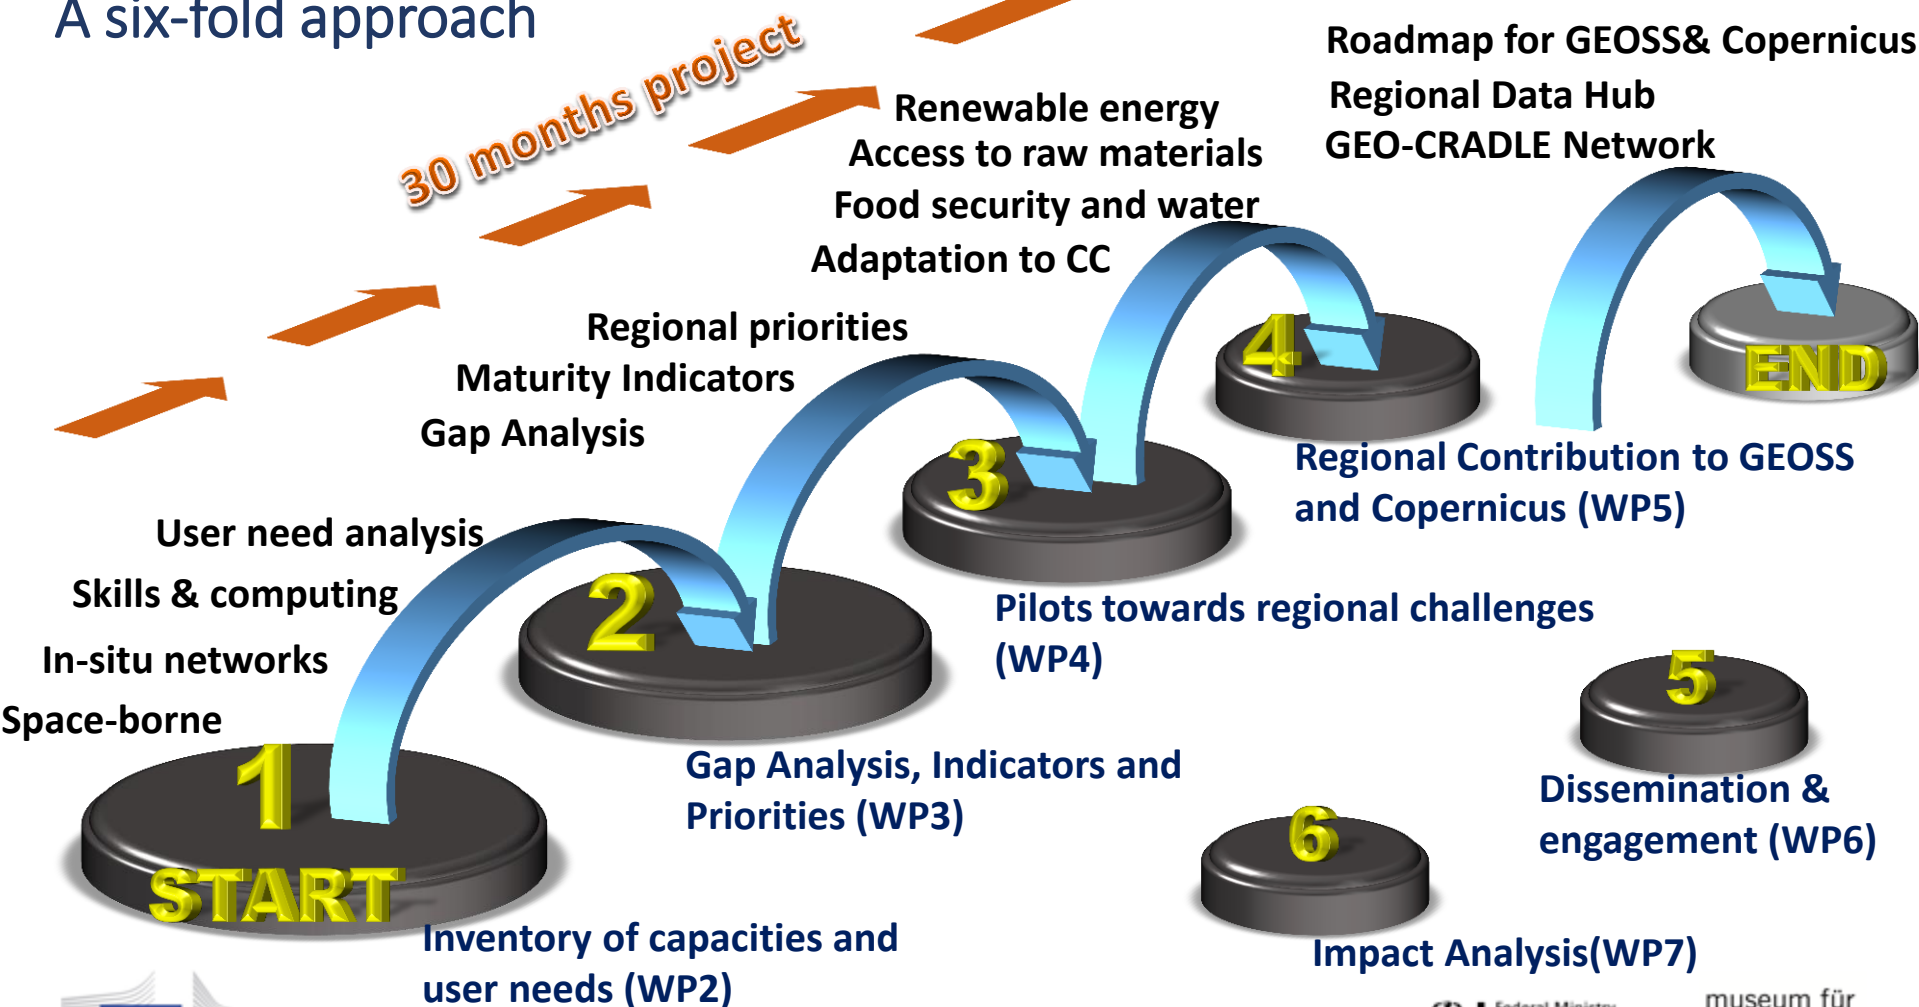 A six-fold approach
30 months project
Roadmap for GEOSS& Copernicus
Regional Data Hub
GEO-CRADLE Network
Renewable energy
Access to raw materials
Food security and water
Adaptation to CC
Regional priorities
Maturity Indicators
Gap Analysis
User need analysis
Skills & computing
In-situ networks
Space-borne
1
START
Inventory of capacities and
user needs (WP2)
2
Gap Analysis, Indicators and
Priorities (WP3)
3
Pilots towards regional challenges
(WP4)
4
Regional Contribution to GEOSS
and Copernicus (WP5)
END
5
Dissemination &
engagement (WP6)
6
Impact Analysis(WP7)
Federal Ministry
museum für